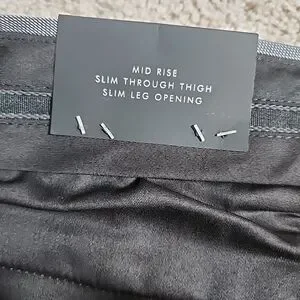 MID RISE
SLIM THROUGH THIGH
SLIM LEG OPENING